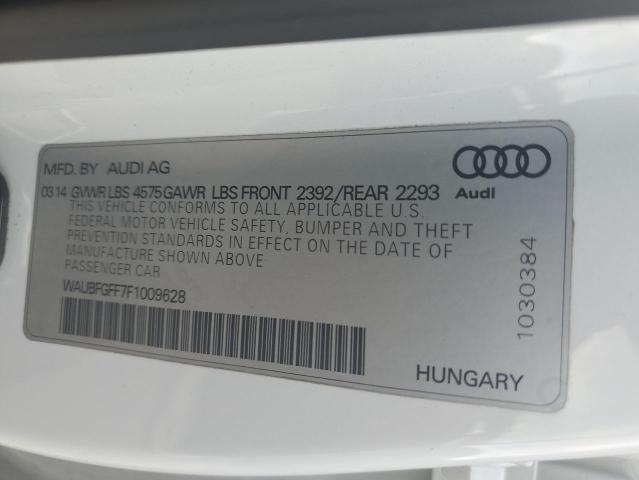 MFD. BY AUDI AG
0314 GVWR LBS 4575 GAWR LBS FRONT 2392/REAR 2293
Audi
THIS VEHICLE CONFORMS TO ALL APPLICABLE U.S.
FEDERAL MOTOR VEHICLE SAFETY, BUMPER AND THEFT
PREVENTION STANDARDS IN EFFECT ON THE DATE OF
MANUFACTURE SHOWN ABOVE
PASSENGER CAR
WAUBFGFF7F1009628
1030384
HUNGARY